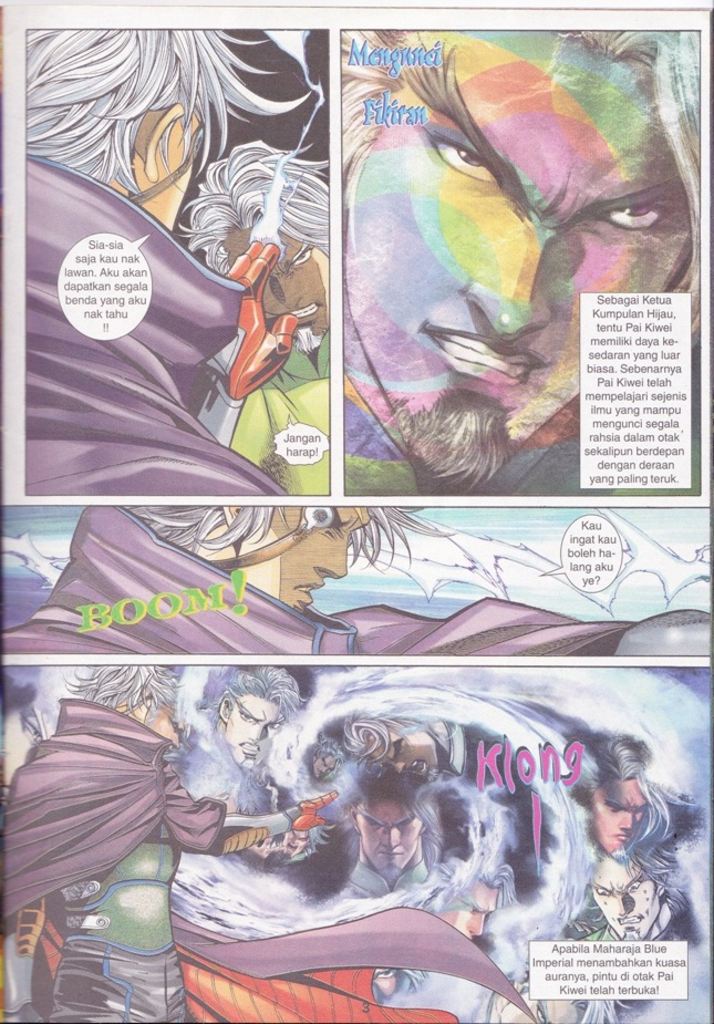 Sia-sia
saja kau nak
lawan. Aku akan
dapatkan segala
benda yang aku
nak tahu
!!
Jangan
harap!
Mengunci
Fikiran
Sebagai Ketua
Kumpulan Hijau,
tentu Pai Kiwei
memiliki daya ke-
sedaran yang luar
biasa. Sebenarnya
Pai Kiwei telah
mempelajari sejenis
ilmu yang mampu
mengunci segala
rahsia dalam otak
sekalipun berdepan
dengan deraan
yang paling teruk.
BOOM!
Kau
ingat kau
boleh ha-
lang aku
ye?
Klong
!
Apabila Maharaja Blue
Imperial menambahkan kuasa
auranya, pintu di otak Pai
Kiwei telah terbuka!
3